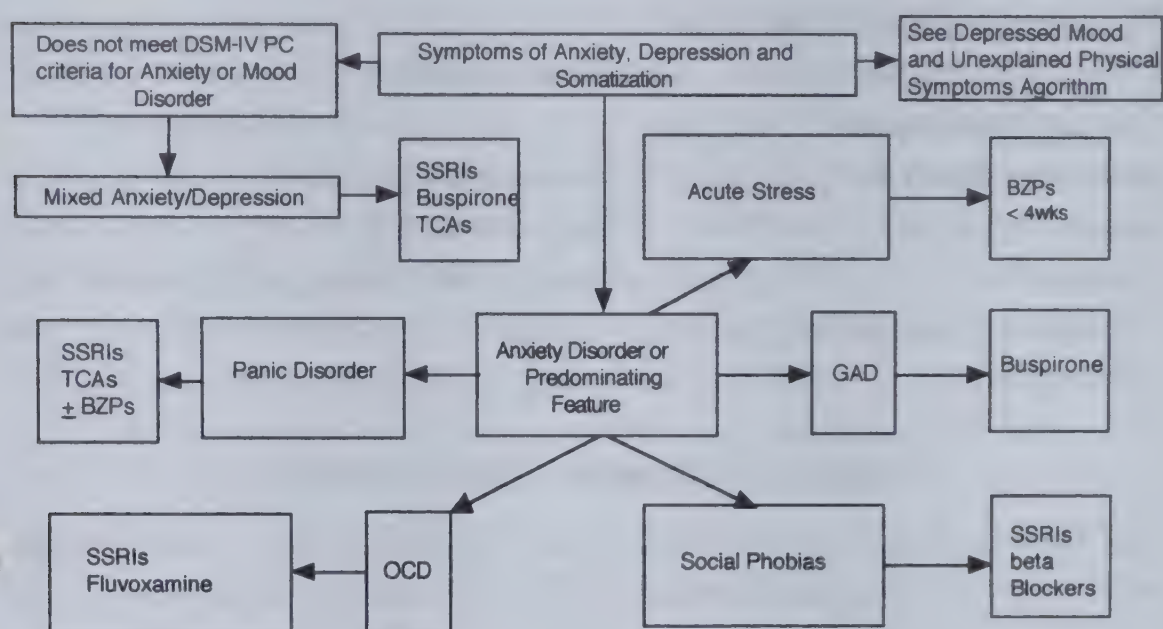 Does not meet DSM-IV PC
criteria for Anxiety or Mood
Disorder
Symptoms of Anxiety, Depression and
Somatization
See Depressed Mood
and Unexplained Physical
Symptoms Agorithm
Mixed Anxiety/Depression
SSRIs
Buspirone
TCAs
Acute Stress
BZPs
< 4wks
SSRIs
TCAs
± BZPs
Panic Disorder
Anxiety Disorder or
Predominating
Feature
GAD
Buspirone
SSRIs
Fluvoxamine
OCD
Social Phobias
SSRIs
beta
Blockers